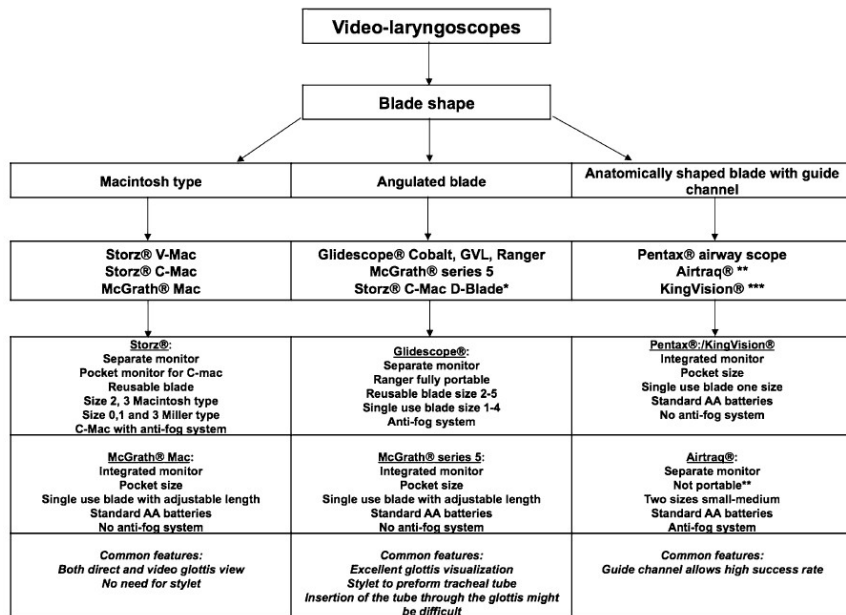 Video-laryngoscopes
Blade shape
Macintosh type
Angulated blade
Anatomically shaped blade with guide
channel
Storz® V-Mac
Storz® C-Mac
McGrath® Mac
Glidescope® Cobalt, GVL, Ranger
McGrath® series 5
Storz® C-Mac D-Blade*
Pentax® airway scope
Airtraq® **
KingVision® ***
Storz®:
Separate monitor
Pocket monitor for C-mac
Reusable blade
Size 2, 3 Macintosh type
Size 0,1 and 3 Miller type
C-Mac with anti-fog system
Glidescope®:
Separate monitor
Ranger fully portable
Reusable blade size 2-5
Single use blade size 1-4
Anti-fog system
Pentax®:/KingVision®
Integrated monitor
Pocket size
Single use blade one size
Standard AA batteries
No anti-fog system
McGrath® Mac:
Integrated monitor
Pocket size
Single use blade with adjustable length
Standard AA batteries
No anti-fog system
McGrath® series 5:
Integrated monitor
Pocket size
Single use blade with adjustable length
Standard AA batteries
No anti-fog system
Airtraq®:
Separate monitor
Not portable**
Two sizes small-medium
Standard AA batteries
Anti-fog system
Common features:
Both direct and video glottis view
No need for stylet
Common features:
Excellent glottis visualization
Stylet to preform tracheal tube
Insertion of the tube through the glottis might
be difficult
Common features:
Guide channel allows high success rate